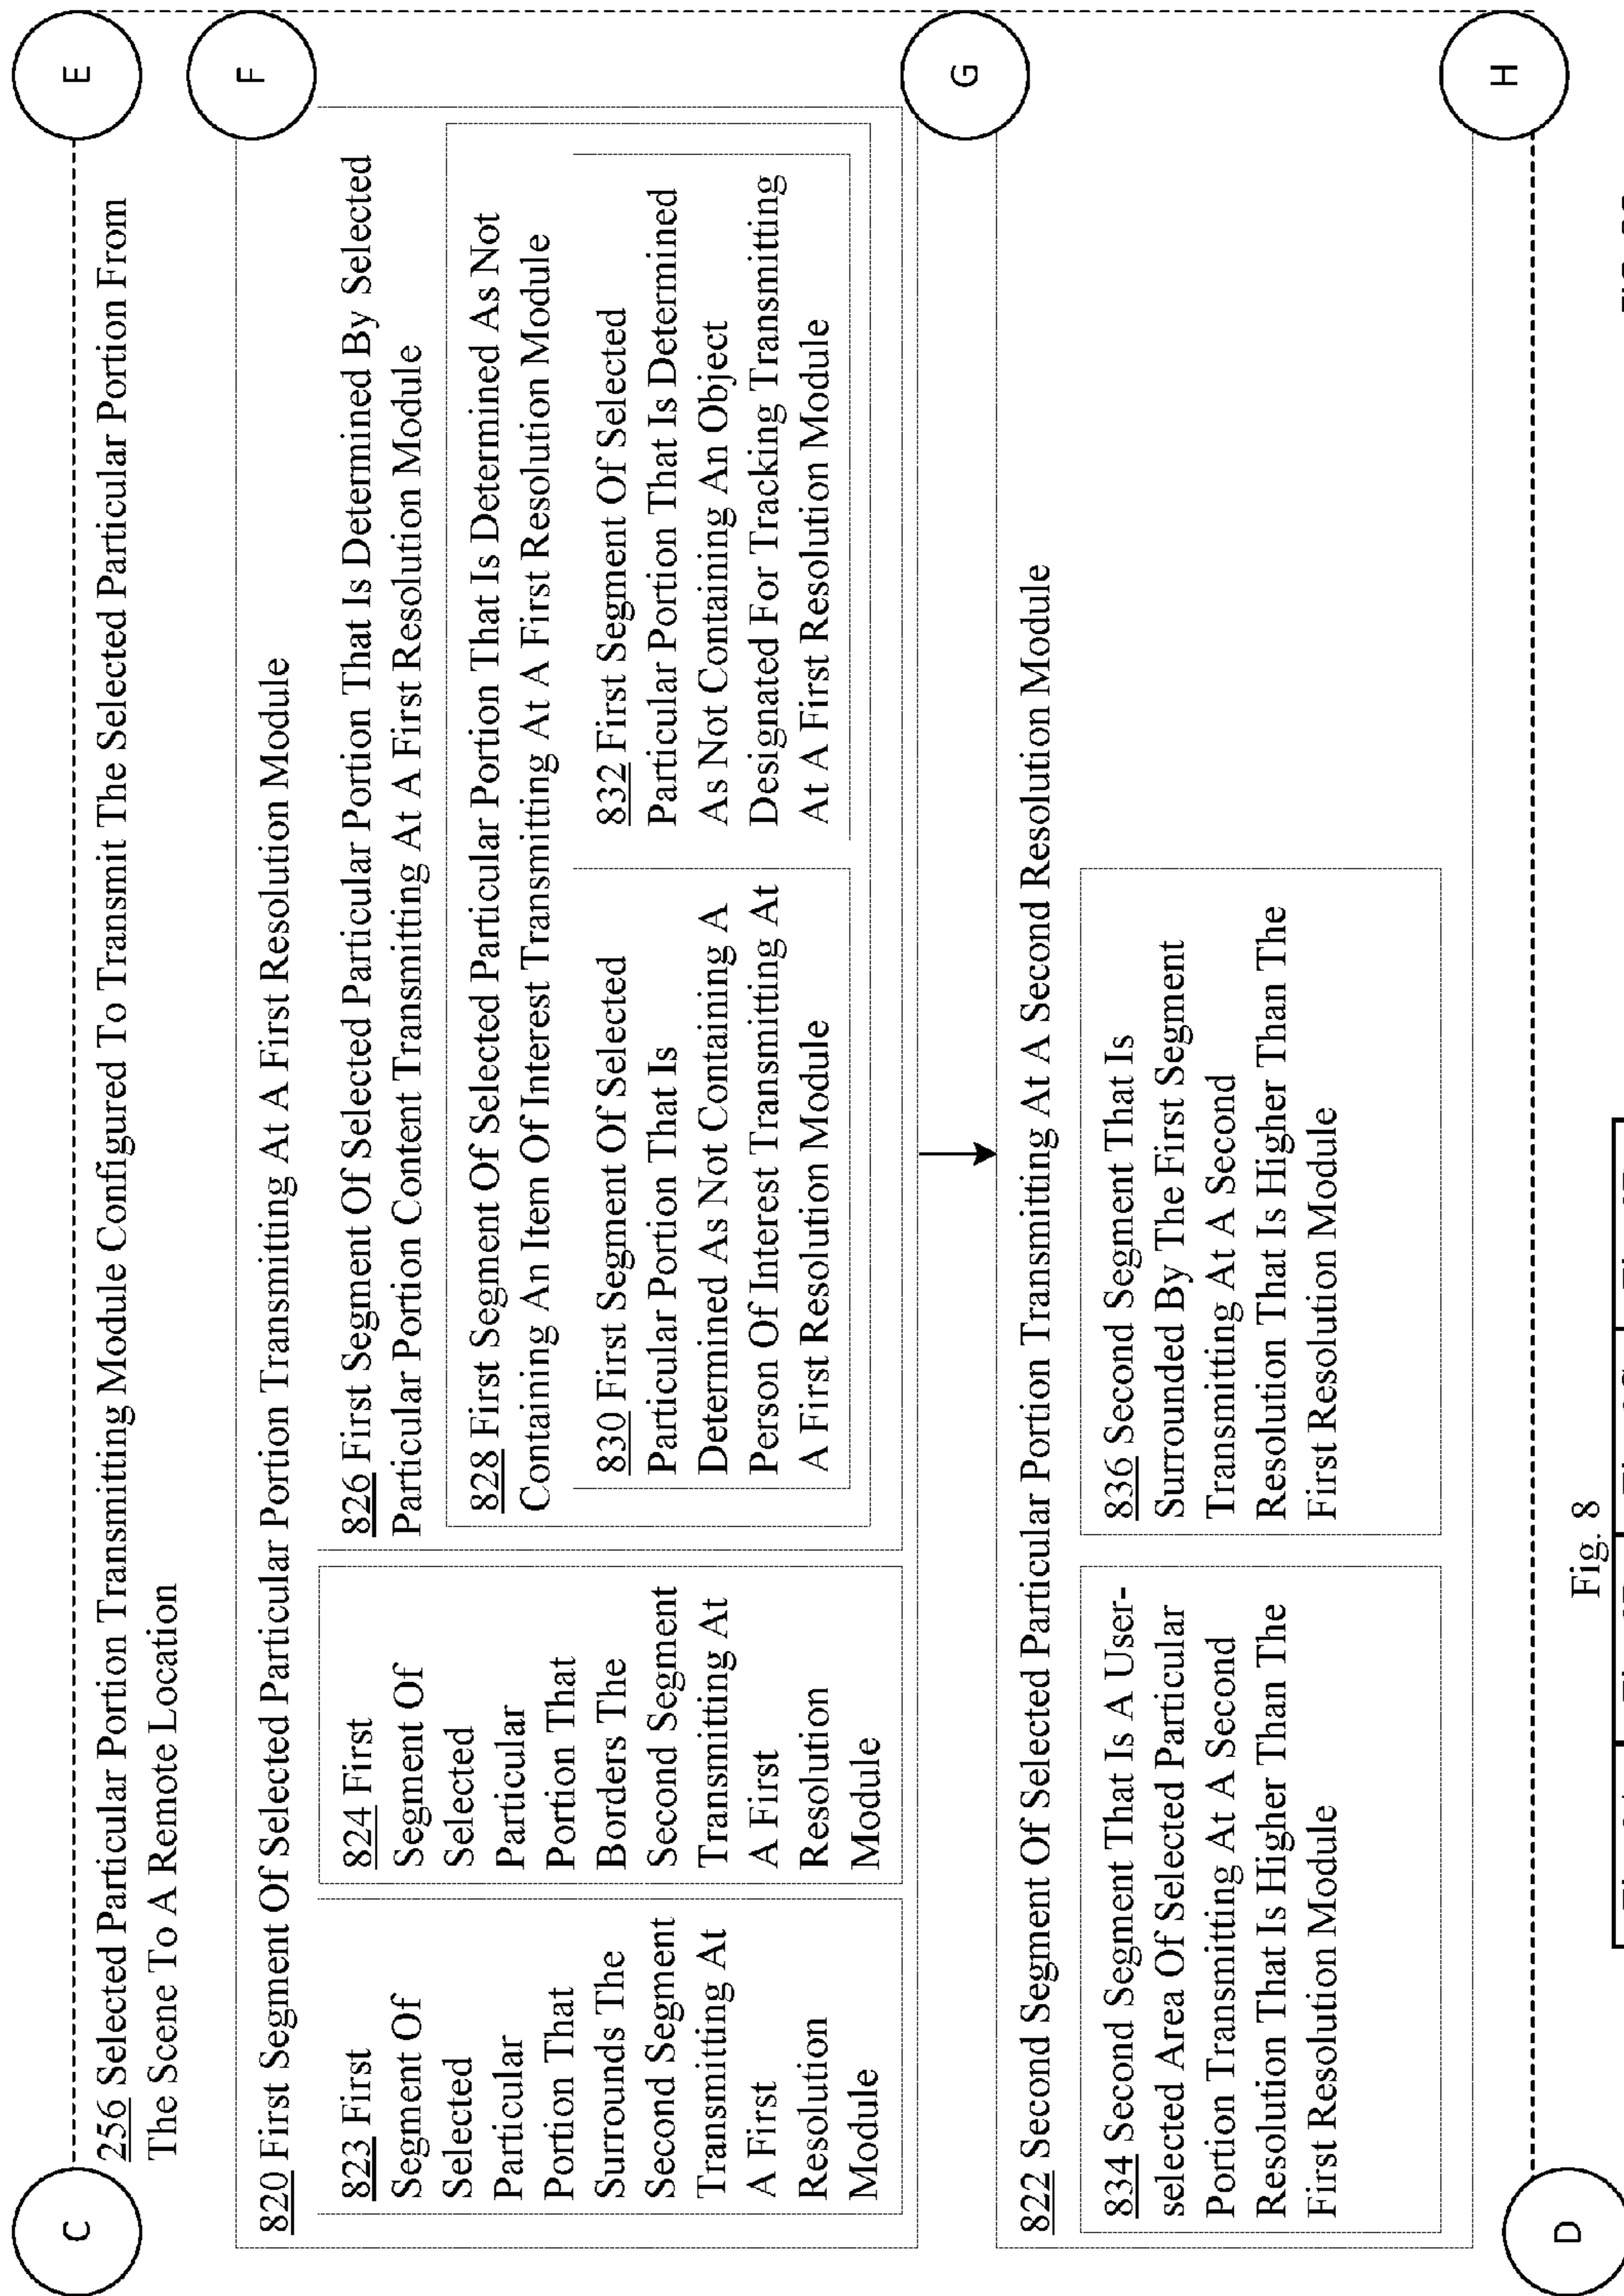 C
E
256 Selected Particular Portion Transmitting Module Configured To Transmit The Selected Particular Portion From
The Scene To A Remote Location
F
820 First Segment Of Selected Particular Portion Transmitting At A First Resolution Module
823 First
Segment Of
Selected
Particular
Portion That
Surrounds The
Second Segment
Transmitting At
A First
Resolution
Module
824 First
Segment Of
Selected
Particular
Portion That
Borders The
Second Segment
Transmitting At
A First
Resolution
Module
826 First Segment Of Selected Particular Portion That Is Determined By Selected
Particular Portion Content Transmitting At A First Resolution Module
828 First Segment Of Selected Particular Portion That Is Determined As Not
Containing An Item Of Interest Transmitting At A First Resolution Module
830 First Segment Of Selected
Particular Portion That Is
Determined As Not Containing A
Person Of Interest Transmitting At
A First Resolution Module
832 First Segment Of Selected
Particular Portion That Is Determined
As Not Containing An Object
Designated For Tracking Transmitting
At A First Resolution Module
G
822 Second Segment Of Selected Particular Portion Transmitting At A Second Resolution Module
834 Second Segment That Is A User-
selected Area Of Selected Particular
Portion Transmitting At A Second
Resolution That Is Higher Than The
First Resolution Module
836 Second Segment That Is
Surrounded By The First Segment
Transmitting At A Second
Resolution That Is Higher Than The
First Resolution Module
D
H
Fig. 8